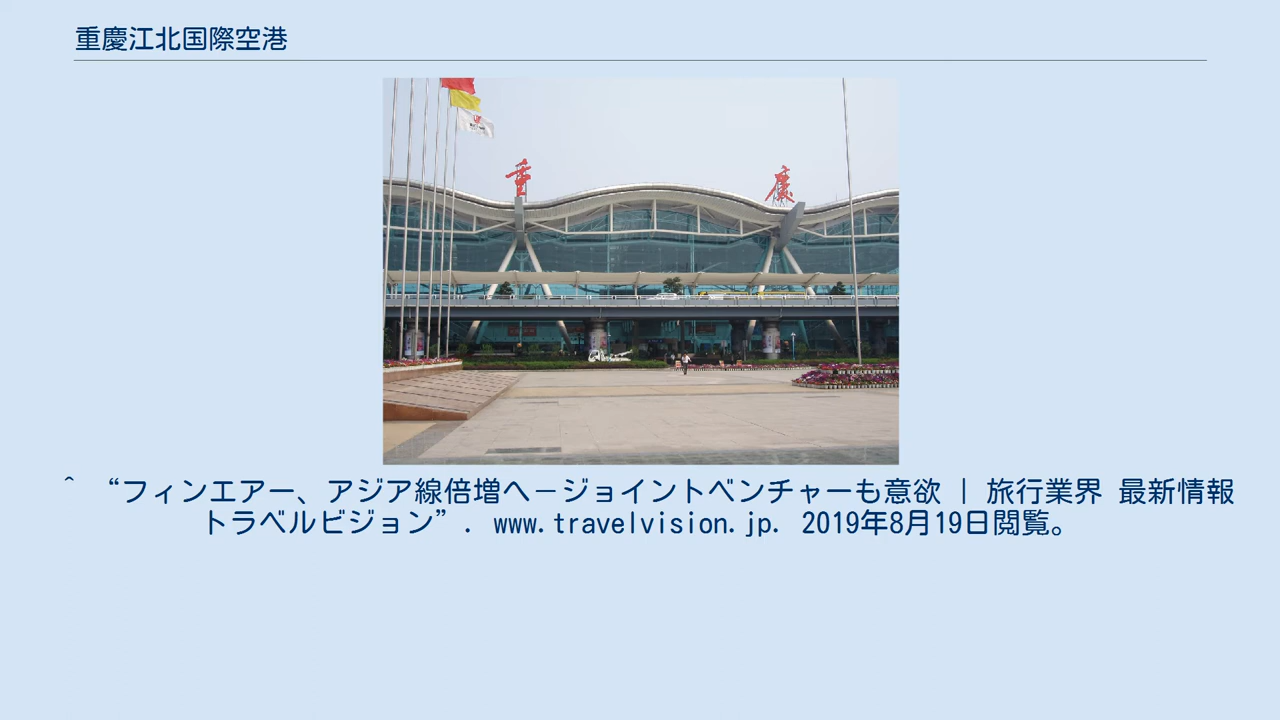 重慶江北国際空港
重 慶
^ “フィンエアー、アジア線倍増へ－ジョイントベンチャーも意欲 | 旅行業界 最新情報
トラベルビジョン”. www.travelvision.jp. 2019年8月19日閲覧。